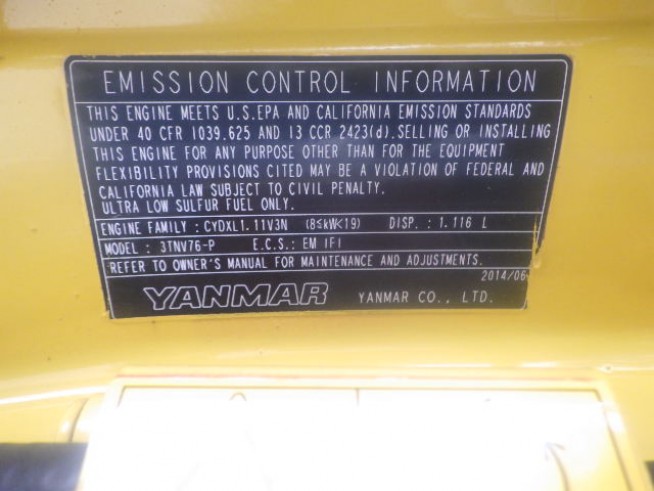 EMISSION CONTROL INFORMATION
THIS ENGINE MEETS U.S.EPA AND CALIFORNIA EMISSION STANDARDS
UNDER 40 CFR 1039.625 AND 13 CCR 2423(d).SELLING OR INSTALLING
THIS ENGINE FOR ANY PURPOSE OTHER THAN FOR THE EQUIPMENT
FLEXIBILITY PROVISIONS CITED MAY BE A VIOLATION OF FEDERAL AND
CALIFORNIA LAW SUBJECT TO CIVIL PENALTY.
ULTRA LOW SULFUR FUEL ONLY.
ENGINE FAMILY : CYDXL1.11V3N (8≤kW<19) DISP. : 1.116 L
MODEL : 3TNV76-P E.C.S. : EM IFI
REFER TO OWNER'S MANUAL FOR MAINTENANCE AND ADJUSTMENTS.
2014/06
YANMAR YANMAR CO., LTD.